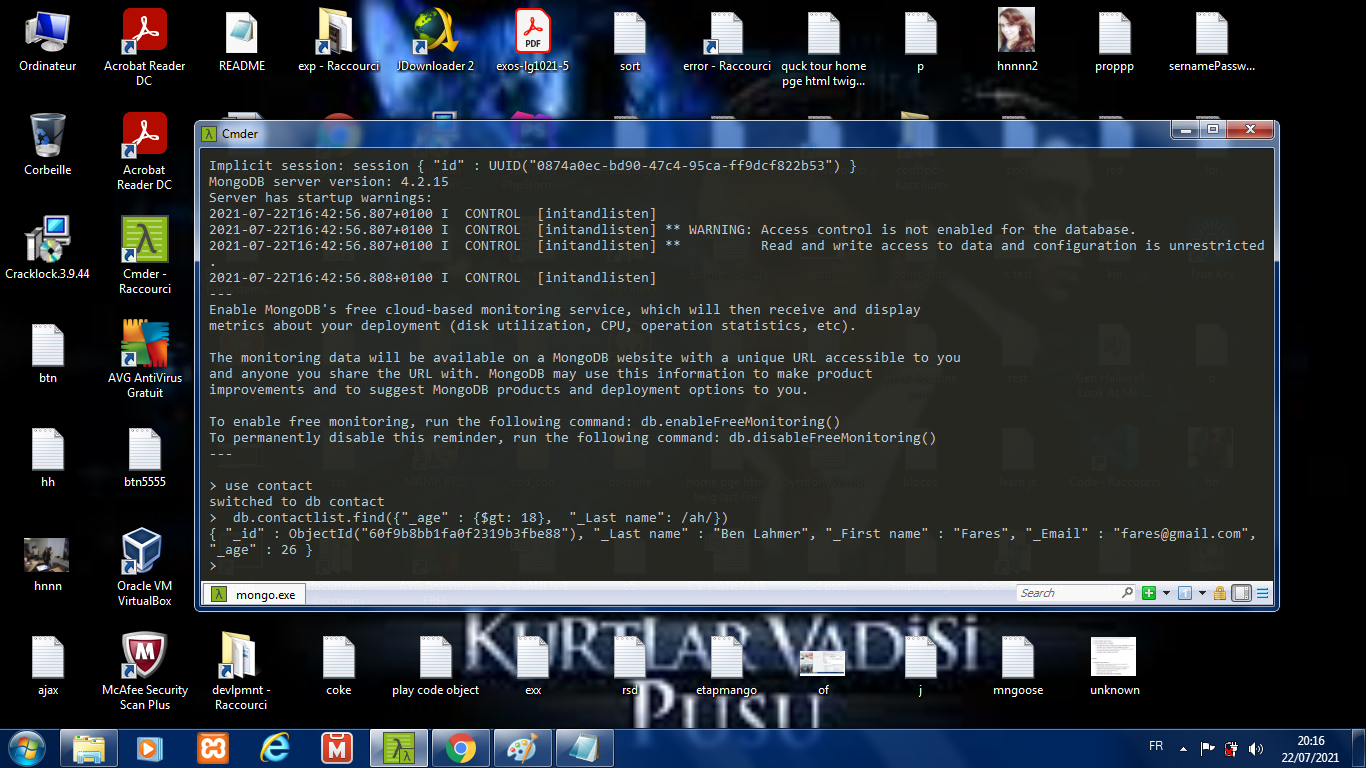 Ordinateur
Acrobat Reader
DC
README
exp - Raccourci
JDownloader 2
PDF
exos-lg1021-5
sort
error - Raccourci
quck tour home
pge html twig...
p
hnnnn2
proppp
sernamePassw...
Corbeille
Acrobat
Reader DC
Cracklock.3.9.44
Cmder -
Raccourci
btn
AVG AntiVirus
Gratuit
hh
btn5555
hnnn
Oracle VM
VirtualBox
Cmder
Implicit session: session { "id" : UUID("0874a0ec-bd90-47c4-95ca-ff9dcf822b53") }
MongoDB server version: 4.2.15
Server has startup warnings:
2021-07-22T16:42:56.807+0100 I  CONTROL  [initandlisten]
2021-07-22T16:42:56.807+0100 I  CONTROL  [initandlisten] ** WARNING: Access control is not enabled for the database.
2021-07-22T16:42:56.807+0100 I  CONTROL  [initandlisten] **          Read and write access to data and configuration is unrestricted
.
2021-07-22T16:42:56.808+0100 I  CONTROL  [initandlisten]
---
Enable MongoDB's free cloud-based monitoring service, which will then receive and display
metrics about your deployment (disk utilization, CPU, operation statistics, etc).
The monitoring data will be available on a MongoDB website with a unique URL accessible to you
and anyone you share the URL with. MongoDB may use this information to make product
improvements and to suggest MongoDB products and deployment options to you.
To enable free monitoring, run the following command: db.enableFreeMonitoring()
To permanently disable this reminder, run the following command: db.disableFreeMonitoring()
---
> use contact
switched to db contact
>  db.contactlist.find({"_age" : {$gt: 18},  "_Last name": /ah/})
{ "_id" : ObjectId("60f9b8bb1fa0f2319b3fbe88"), "_Last name" : "Ben Lahmer", "_First name" : "Fares", "_Email" : "fares@gmail.com",
"_age" : 26 }
>
mongo.exe
Search
KURTLAR VADİSİ
PUSU
ajax
McAfee Security
Scan Plus
devlpmnt -
Raccourci
coke
play code object
exx
rsd
etapmango
of
j
mngoose
unknown
FR
20:16
22/07/2021